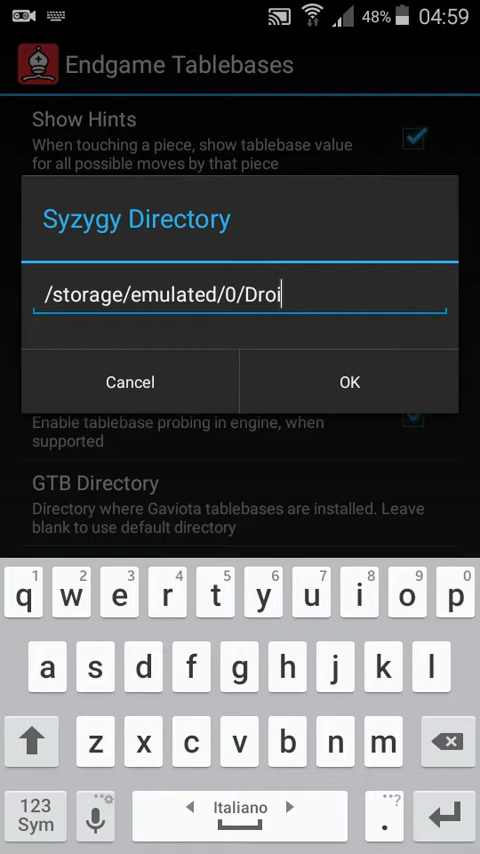 48% 04:59
Endgame Tablebases
Show Hints
When touching a piece, show tablebase value
for all possible moves by that piece
Syzygy Directory
/storage/emulated/0/Droi
Cancel OK
Enable tablebase probing in engine, when
supported
GTB Directory
Directory where Gaviota tablebases are installed. Leave
blank to use default directory
1 2 3 4 5 6 7 8 9 0
q w e r t y u i o p
a s d f g h j k l
z x c v b n m
123
Sym
Italiano
. ?